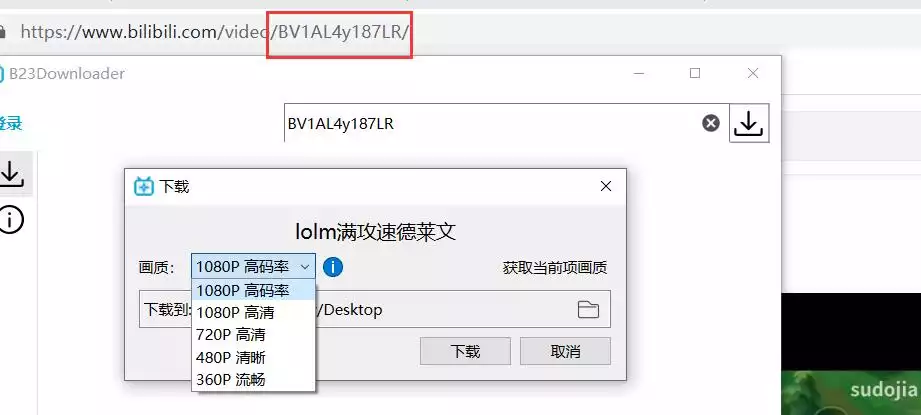 https://www.bilibili.com/video/BV1AL4y187LR/
B23Downloader
登录
BV1AL4y187LR
下载
lolm满攻速德莱文
画质: 1080P 高码率 获取当前项画质
1080P 高码率
下载到: /Desktop
1080P 高清
720P 高清
480P 清晰
360P 流畅
下载 取消
sudojia